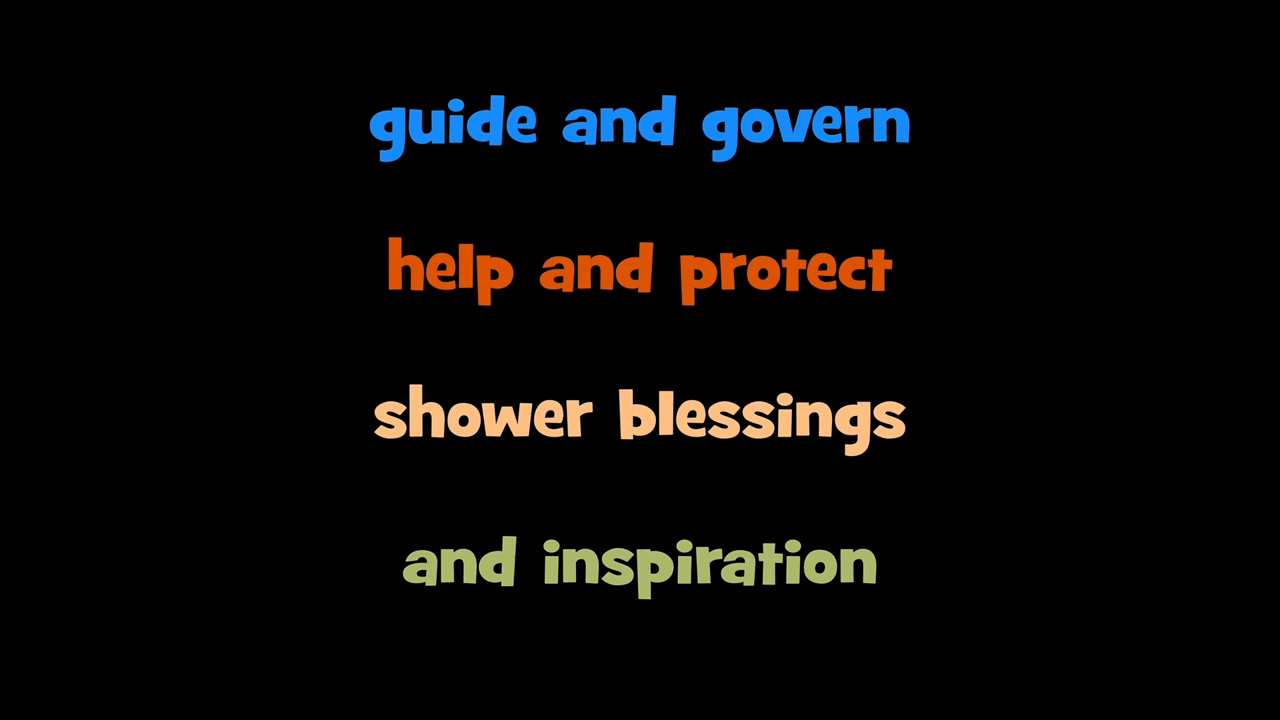 guide and govern
help and protect
shower blessings
and inspiration